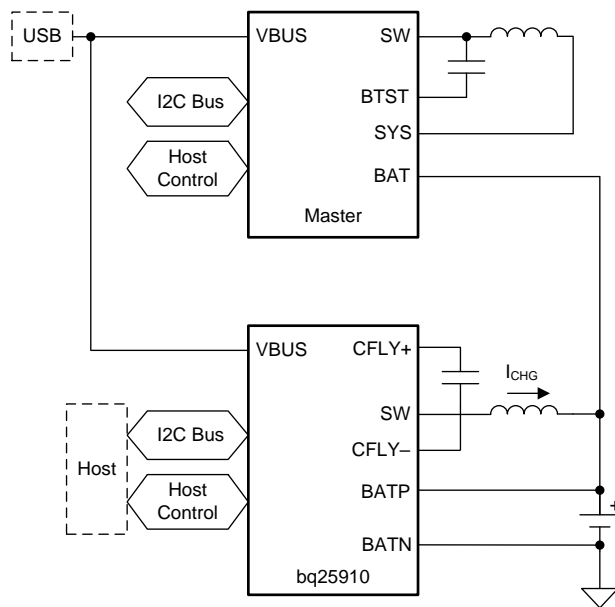 USB
VBUS
SW
I2C Bus
BTST
SYS
Host
Control
BAT
Master
VBUS
CFLY+
I_CHG
SW
I2C Bus
Host
CFLY–
Host
Control
BATP
+
BATN
bq25910